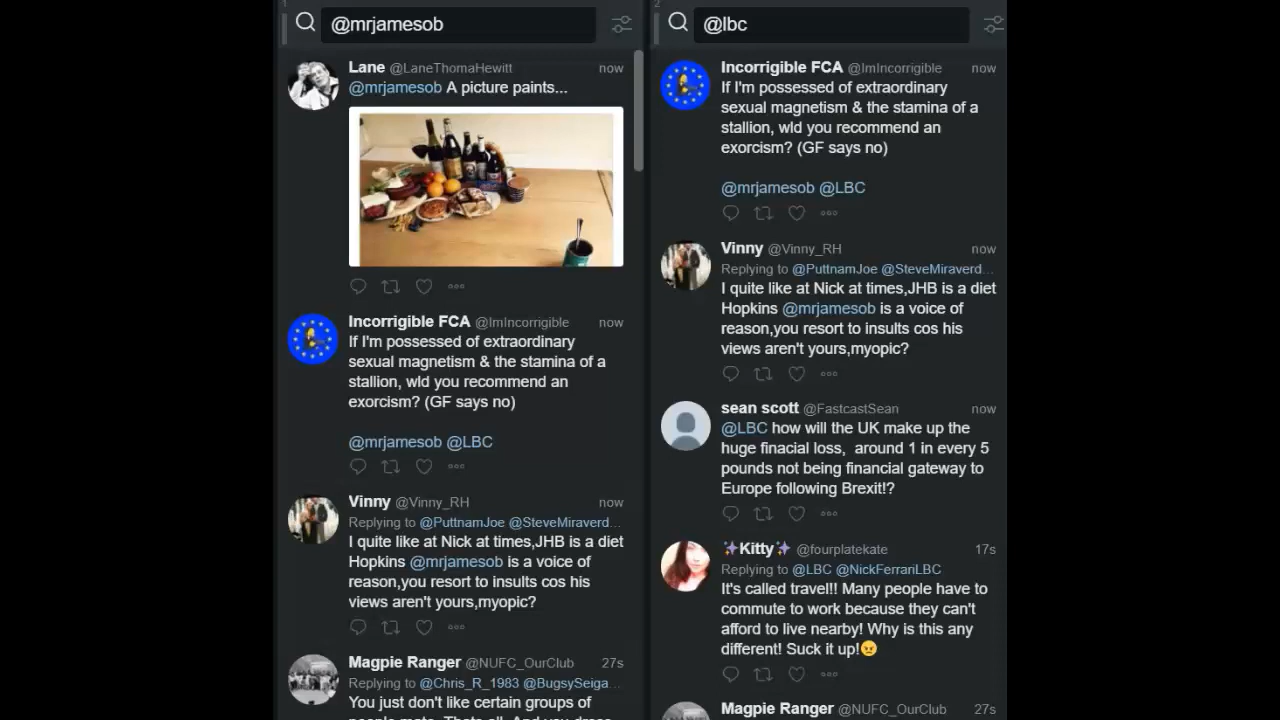 1
@mrjamesob
Lane @LaneThomaHewitt now
@mrjamesob A picture paints...
Incorrigible FCA @ImIncorrigible now
If I'm possessed of extraordinary
sexual magnetism & the stamina of a
stallion, wld you recommend an
exorcism? (GF says no)
@mrjamesob @LBC
Vinny @Vinny_RH now
Replying to @PuttnamJoe @SteveMiraverd...
I quite like at Nick at times,JHB is a diet
Hopkins @mrjamesob is a voice of
reason,you resort to insults cos his
views aren't yours,myopic?
Magpie Ranger @NUFC_OurClub 27s
Replying to @Chris_R_1983 @BugsySeiga...
You just don't like certain groups of
2
@lbc
Incorrigible FCA @ImIncorrigible now
If I'm possessed of extraordinary
sexual magnetism & the stamina of a
stallion, wld you recommend an
exorcism? (GF says no)
@mrjamesob @LBC
Vinny @Vinny_RH now
Replying to @PuttnamJoe @SteveMiraverd...
I quite like at Nick at times,JHB is a diet
Hopkins @mrjamesob is a voice of
reason,you resort to insults cos his
views aren't yours,myopic?
sean scott @FastcastSean now
@LBC how will the UK make up the
huge finacial loss, around 1 in every 5
pounds not being financial gateway to
Europe following Brexit!?
✨Kitty✨ @fourplatekate 17s
Replying to @LBC @NickFerrariLBC
It's called travel!! Many people have to
commute to work because they can't
afford to live nearby! Why is this any
different! Suck it up!😠
Magpie Ranger @NUFC_OurClub 27s